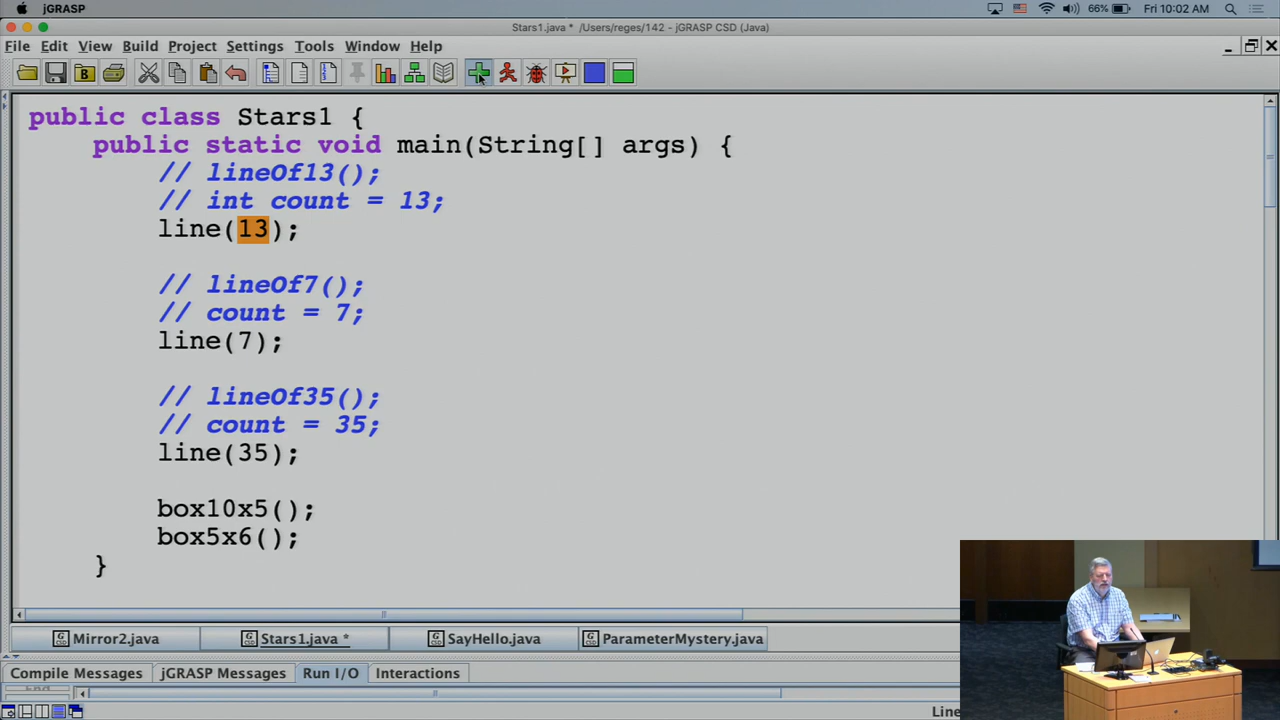 jGRASP
66%
Fri 10:02 AM
Stars1.java * /Users/reges/142 - jGRASP CSD (Java)
File Edit View Build Project Settings Tools Window Help
B
public class Stars1 {
public static void main(String[] args) {
// lineOf13();
// int count = 13;
line(13);
// lineOf7();
// count = 7;
line(7);
// lineOf35();
// count = 35;
line(35);
box10x5();
box5x6();
}
Mirror2.java Stars1.java * SayHello.java ParameterMystery.java
Compile Messages jGRASP Messages Run I/O Interactions